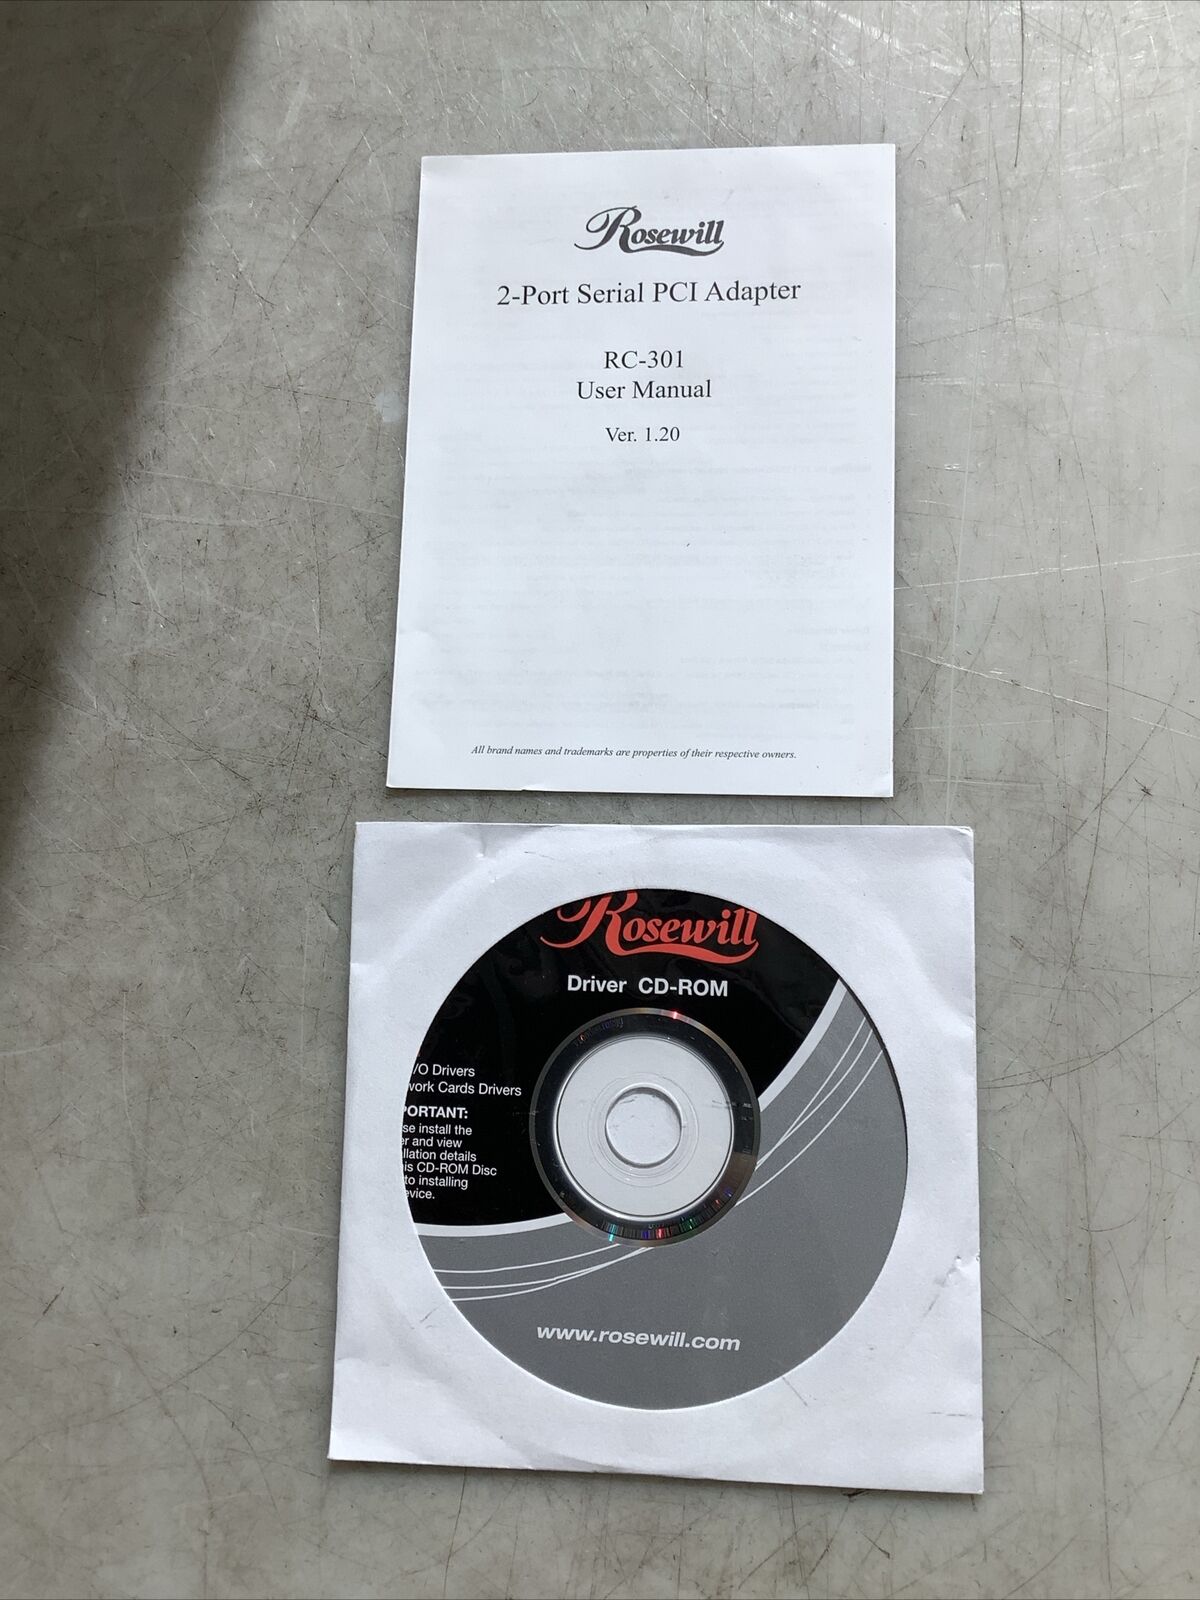 Rosewill
2-Port Serial PCI Adapter
RC-301
User Manual
Ver. 1.20
All brand names and trademarks are properties of their respective owners.
Rosewill
Driver CD-ROM
/O Drivers
work Cards Drivers
PORTANT:
se install the
er and view
llation details
is CD-ROM Disc
to installing
evice.
www.rosewill.com